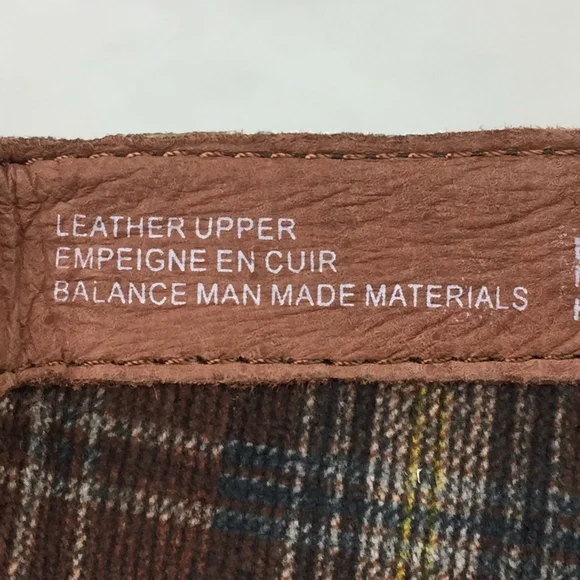 LEATHER UPPER
EMPEIGNE EN CUIR
BALANCE MAN MADE MATERIALS